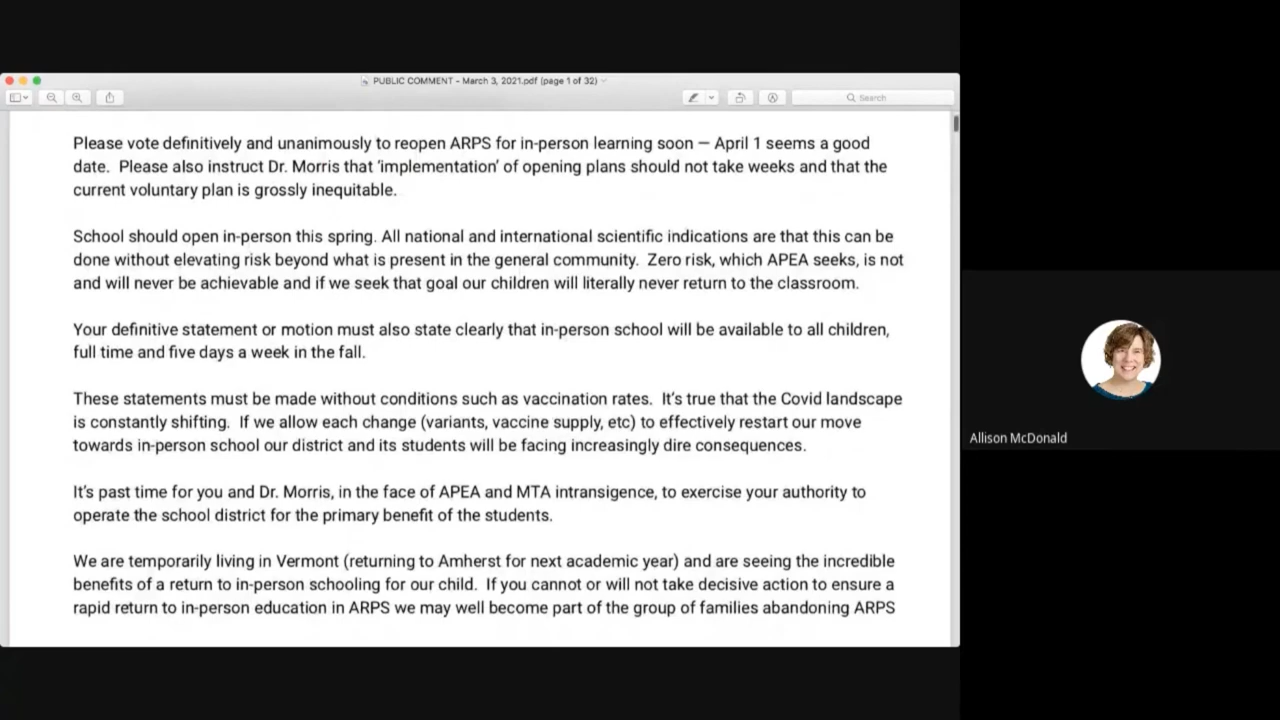 PUBLIC COMMENT - March 3, 2021.pdf (page 1 of 32)
Search
Please vote definitively and unanimously to reopen ARPS for in-person learning soon — April 1 seems a good
date.  Please also instruct Dr. Morris that ‘implementation’ of opening plans should not take weeks and that the
current voluntary plan is grossly inequitable.
School should open in-person this spring. All national and international scientific indications are that this can be
done without elevating risk beyond what is present in the general community.  Zero risk, which APEA seeks, is not
and will never be achievable and if we seek that goal our children will literally never return to the classroom.
Your definitive statement or motion must also state clearly that in-person school will be available to all children,
full time and five days a week in the fall.
These statements must be made without conditions such as vaccination rates.  It’s true that the Covid landscape
is constantly shifting.  If we allow each change (variants, vaccine supply, etc) to effectively restart our move
towards in-person school our district and its students will be facing increasingly dire consequences.
It’s past time for you and Dr. Morris, in the face of APEA and MTA intransigence, to exercise your authority to
operate the school district for the primary benefit of the students.
We are temporarily living in Vermont (returning to Amherst for next academic year) and are seeing the incredible
benefits of a return to in-person schooling for our child.  If you cannot or will not take decisive action to ensure a
rapid return to in-person education in ARPS we may well become part of the group of families abandoning ARPS
Allison McDonald